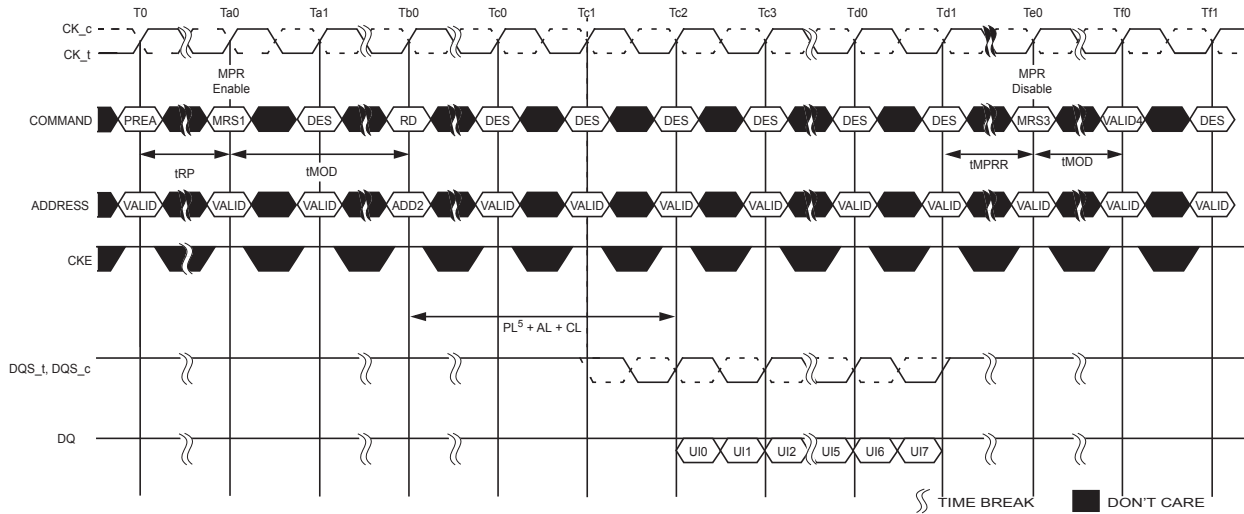 T0 Ta0 Ta1 Tb0 Tc0 Tc1 Tc2 Tc3 Td0 Td1 Te0 Tf0 Tf1
CK_c
CK_t
MPR Enable
MPR Disable
COMMAND PREA MRS1 DES RD DES DES DES DES DES DES MRS3 VALID4 DES
tRP tMOD tMPRR tMOD
ADDRESS VALID VALID VALID ADD2 VALID VALID VALID VALID VALID VALID VALID VALID VALID
CKE
PL5 + AL + CL
DQS_t, DQS_c
DQ UI0 UI1 UI2 UI5 UI6 UI7
TIME BREAK DON'T CARE